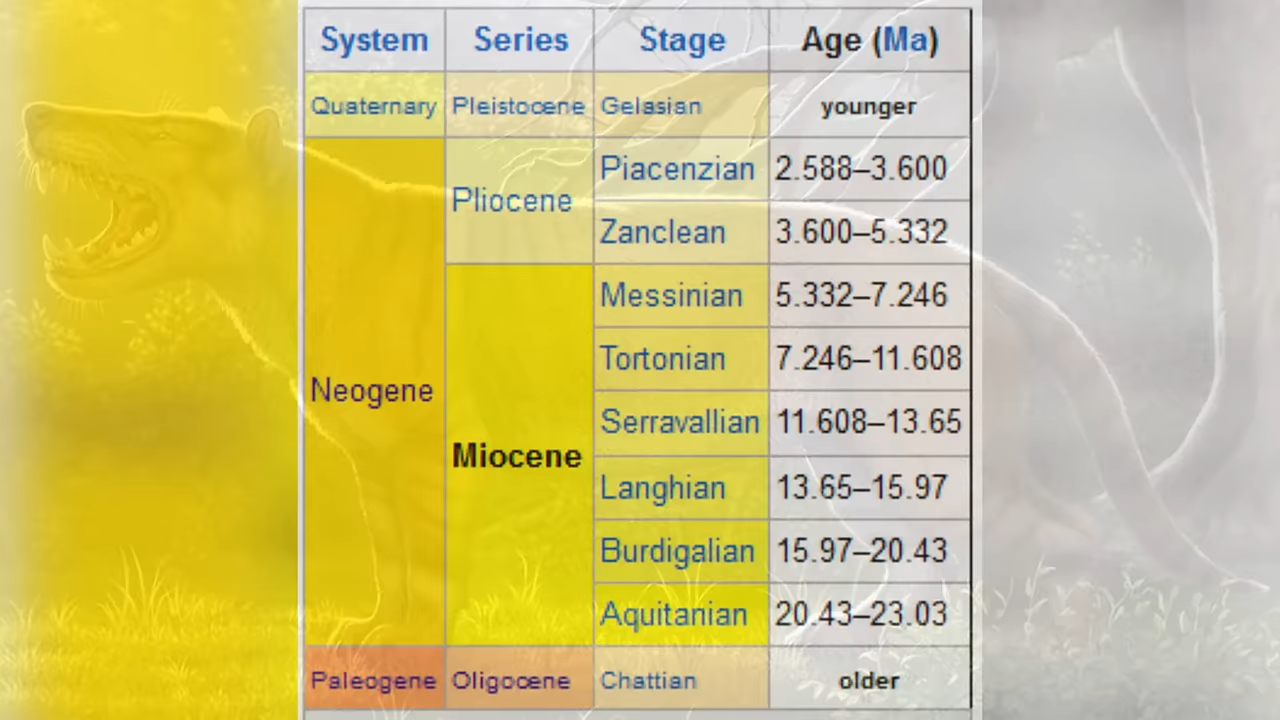 System Series Stage Age (Ma)
Quaternary Pleistocene Gelasian younger
Piacenzian 2.588–3.600
Pliocene
Zanclean 3.600–5.332
Messinian 5.332–7.246
Tortonian 7.246–11.608
Neogene
Serravallian 11.608–13.65
Miocene
Langhian 13.65–15.97
Burdigalian 15.97–20.43
Aquitanian 20.43–23.03
Paleogene Oligocene Chattian older